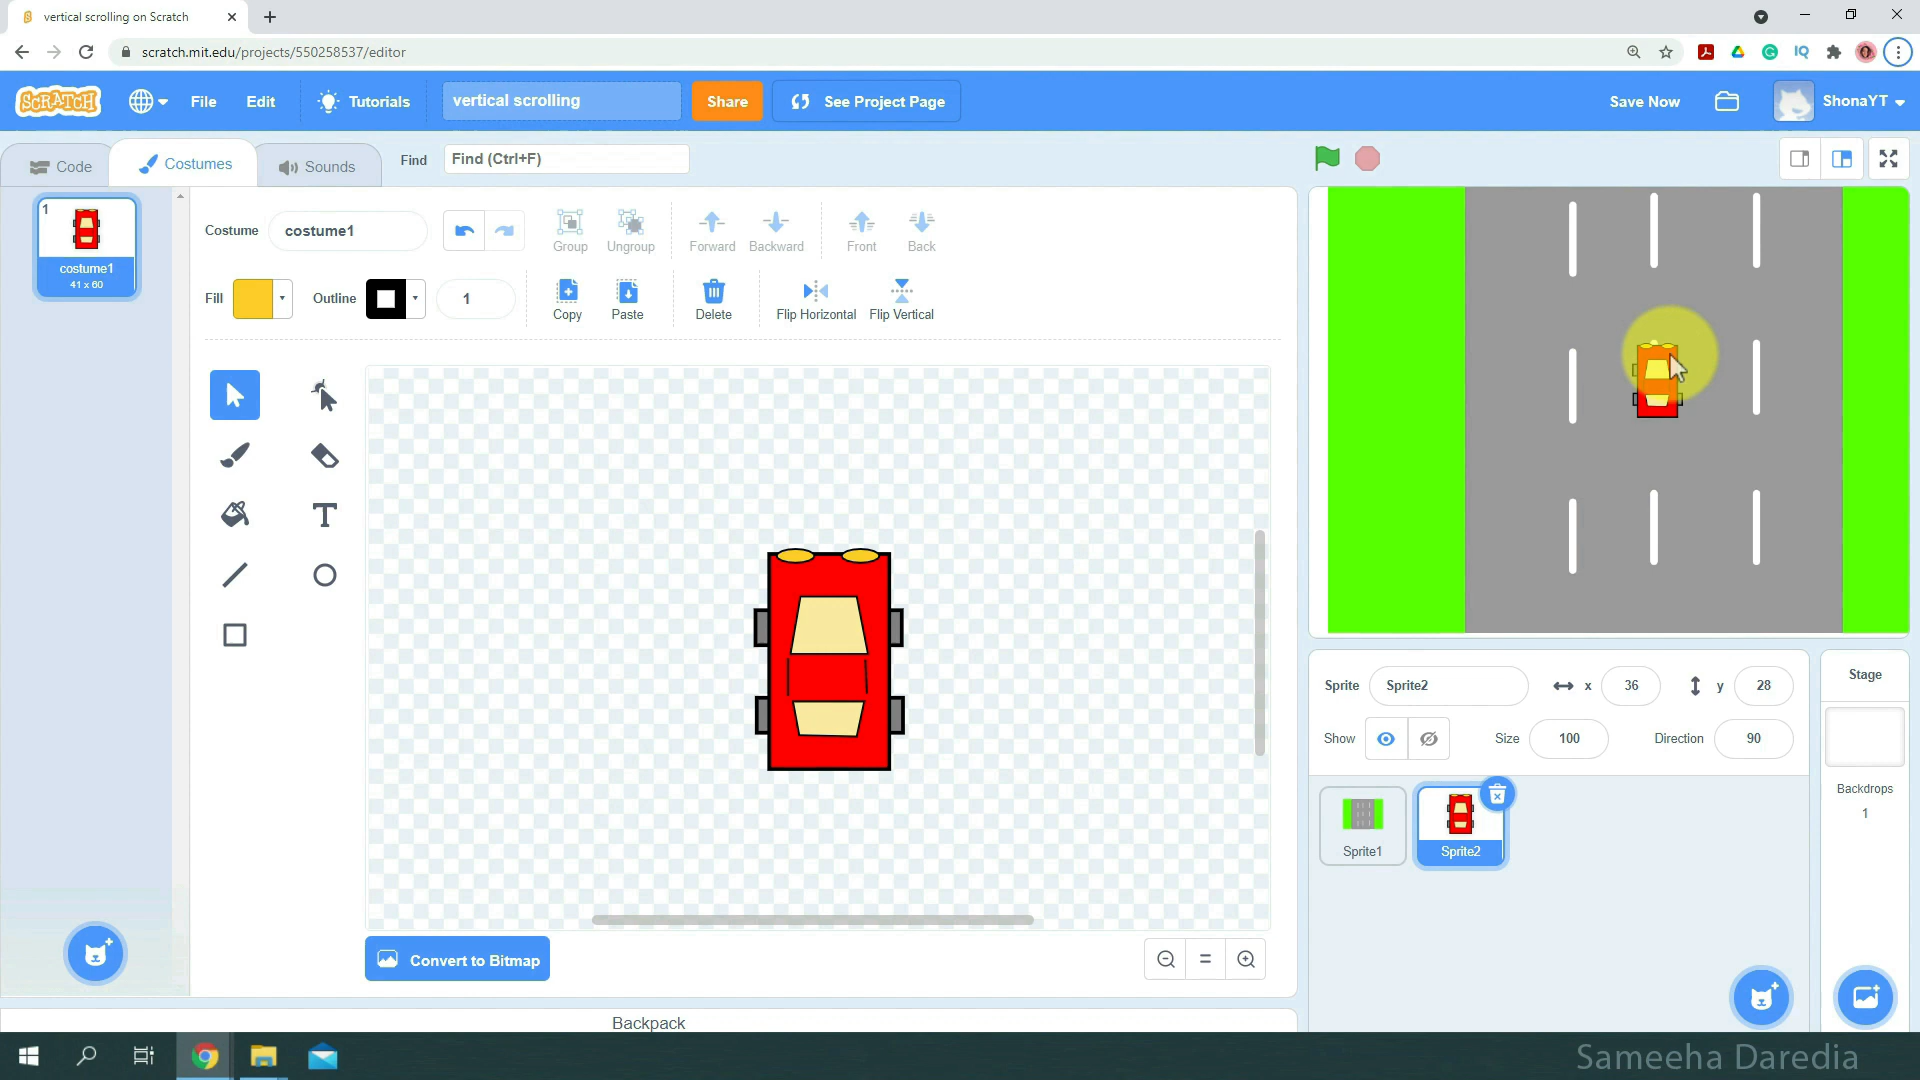 vertical scrolling on Scratch
scratch.mit.edu/projects/550258537/editor
SCRATCH
File
Edit
Tutorials
vertical scrolling
Share
See Project Page
Save Now
ShonaYT
Code
Costumes
Sounds
Find
Find (Ctrl+F)
1
costume1
41 x 60
Costume
costume1
Group
Ungroup
Forward
Backward
Front
Back
Fill
Outline
1
Copy
Paste
Delete
Flip Horizontal
Flip Vertical
T
Convert to Bitmap
Backpack
Sprite
Sprite2
x
36
y
28
Show
Size
100
Direction
90
Sprite1
Sprite2
Stage
Backdrops
1
Sameeha Daredia